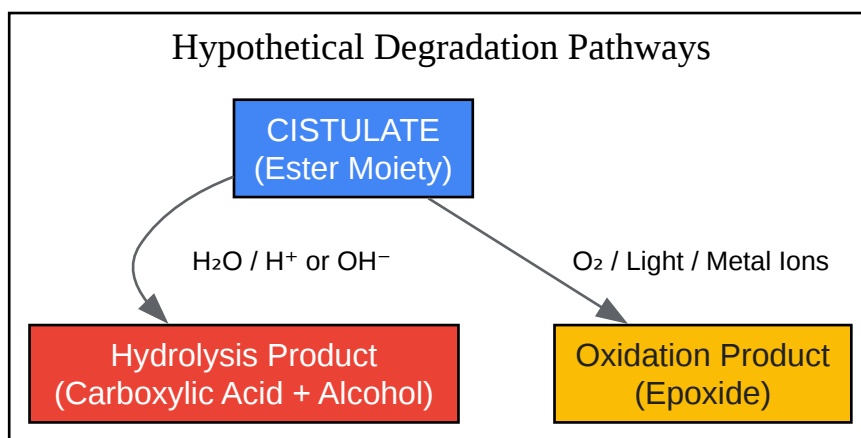 Hypothetical Degradation Pathways
CISTULATE
(Ester Moiety)
H₂O / H⁺ or OH⁻
O₂ / Light / Metal Ions
Hydrolysis Product
(Carboxylic Acid + Alcohol)
Oxidation Product
(Epoxide)